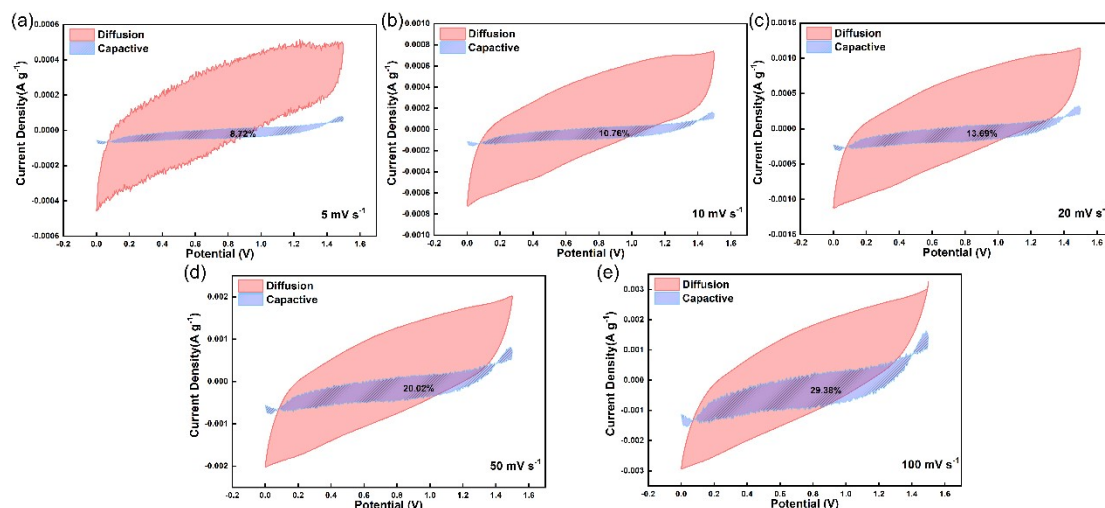 (a)
Diffusion
Capactive
0.0006
0.0004
0.0002
0.0000
-0.0002
-0.0004
-0.0006
Current Density(A g⁻¹)
8.72%
5 mV s⁻¹
-0.2 0.0 0.2 0.4 0.6 0.8 1.0 1.2 1.4 1.6
Potential (V)
(b)
Diffusion
Capactive
0.0010
0.0008
0.0006
0.0004
0.0002
0.0000
-0.0002
-0.0004
-0.0006
-0.0008
-0.0010
Current Density(A g⁻¹)
10.76%
10 mV s⁻¹
-0.2 0.0 0.2 0.4 0.6 0.8 1.0 1.2 1.4 1.6
Potential (V)
(c)
Diffusion
Capactive
0.0015
0.0010
0.0005
0.0000
-0.0005
-0.0010
-0.0015
Current Density(A g⁻¹)
13.69%
20 mV s⁻¹
-0.2 0.0 0.2 0.4 0.6 0.8 1.0 1.2 1.4 1.6
Potential (V)
(d)
Diffusion
Capactive
0.002
0.001
0.000
-0.001
-0.002
Current Density(A g⁻¹)
20.02%
50 mV s⁻¹
-0.2 0.0 0.2 0.4 0.6 0.8 1.0 1.2 1.4 1.6
Potential (V)
(e)
Diffusion
Capactive
0.003
0.002
0.001
0.000
-0.001
-0.002
-0.003
Current Density(A g⁻¹)
29.38%
100 mV s⁻¹
-0.2 0.0 0.2 0.4 0.6 0.8 1.0 1.2 1.4 1.6
Potential (V)